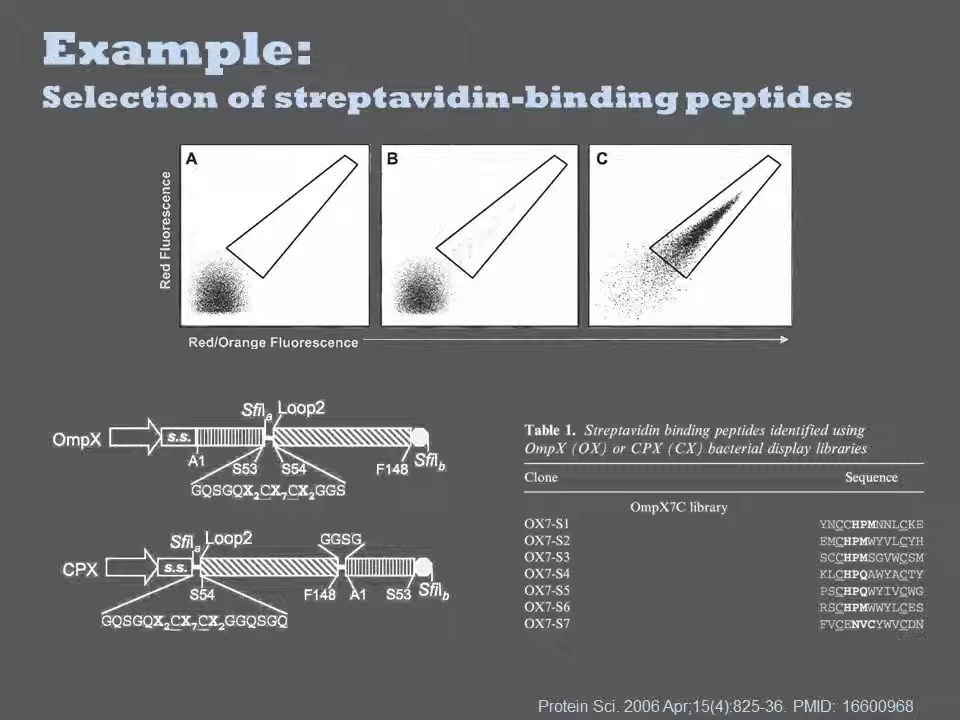 Example:
Selection of streptavidin-binding peptides
A
B
C
Red Fluorescence
Red/Orange Fluorescence
SfiIa Loop2
OmpX
s.s.
A1 S53 S54 F148 SfiIb
GQSGQX2CX7CX2GGS
SfiIa Loop2 GGSG
CPX
s.s.
S54 F148 A1 S53 SfiIb
GQSGQX2CX7CX2GGQSGQ
Table 1. Streptavidin binding peptides identified using
OmpX (OX) or CPX (CX) bacterial display libraries
Clone Sequence
OmpX7C library
OX7-S1 YNCCHPMNNLCKE
OX7-S2 EMCHPMWYVLCYH
OX7-S3 SCCHPMSGVWCSM
OX7-S4 KLCHPQAWYACTY
OX7-S5 PSCHPQWYIVCWG
OX7-S6 RSCHPMWWYLCES
OX7-S7 FVCENVCYWVCDN
Protein Sci. 2006 Apr;15(4):825-36. PMID: 16600968